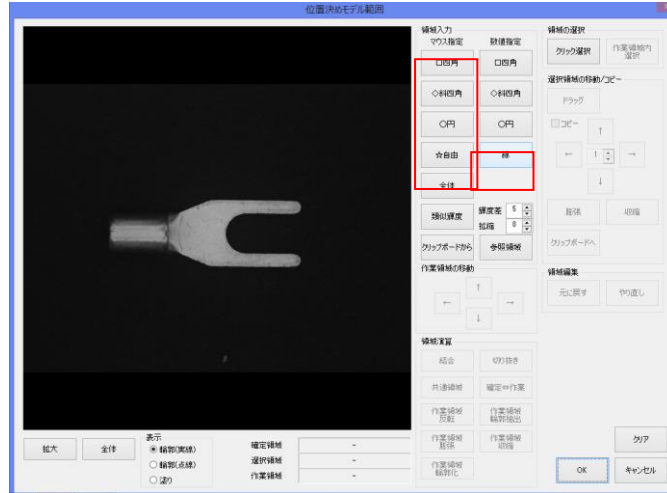 位置決めモデル範囲
領域入力
マウス指定 数値指定
□四角 □四角
◇斜四角 ◇斜四角
○円 ○円
☆自由 線
全体
類似輝度 輝度差 5
拡縮 0
クリップボードから 参照領域
作業領域の移動
↑
← →
↓
領域演算
結合 切り抜き
共通領域 確定⇔作業
作業領域反転 作業領域輪郭抽出
作業領域膨張 作業領域収縮
作業領域輪郭化
領域の選択
クリック選択 作業領域内選択
選択領域の移動/コピー
ドラッグ
コピー
↑
← 1 →
↓
膨張 収縮
クリップボードへ
領域編集
元に戻す やり直し
クリア
OK キャンセル
拡大 全体
表示
輪郭(実線)
輪郭(点線)
塗り
確定領域 -
選択領域 -
作業領域 -